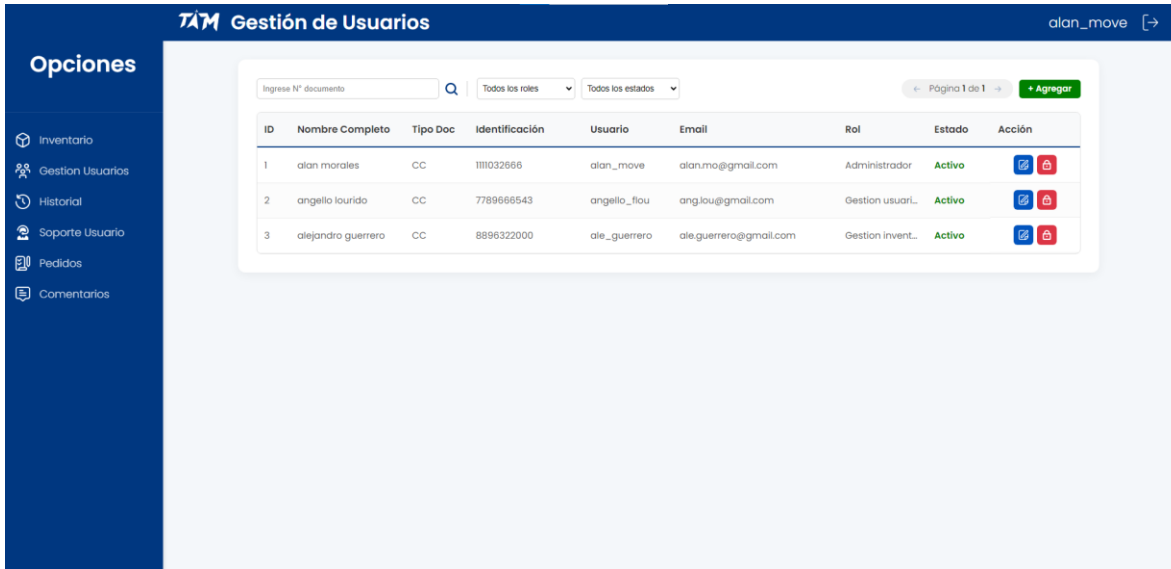 TAM Gestión de Usuarios
alan_move
Opciones
Inventario
Gestion Usuarios
Historial
Soporte Usuario
Pedidos
Comentarios
Ingrese N° documento
Todos los roles
Todos los estados
← Página 1 de 1 →
+ Agregar
ID Nombre Completo Tipo Doc Identificación Usuario Email Rol Estado Acción
1 alan morales CC 1111032666 alan_move alan.mo@gmail.com Administrador Activo
2 angello lourido CC 7789666543 angello_flou ang.lou@gmail.com Gestion usuari... Activo
3 alejandro guerrero CC 8896322000 ale_guerrero ale.guerrero@gmail.com Gestion invent... Activo